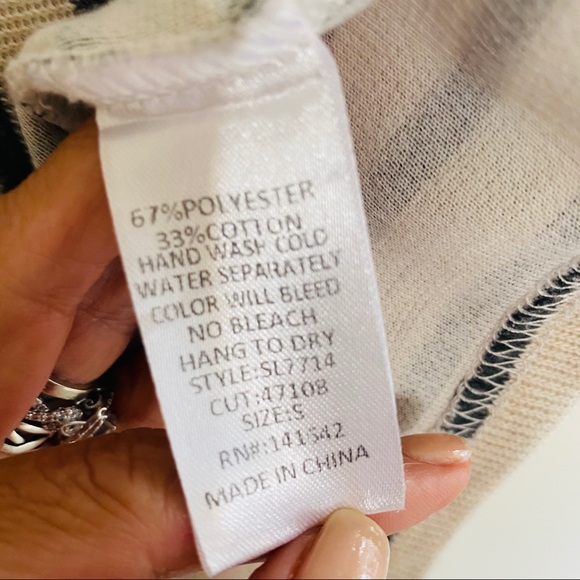 67%POLYESTER
33%COTTON
HAND WASH COLD
WATER SEPARATELY
COLOR WILL BLEED
NO BLEACH
HANG TO DRY
STYLE:SL7714
CUT:47108
SIZE:S
RN#:141542
MADE IN CHINA